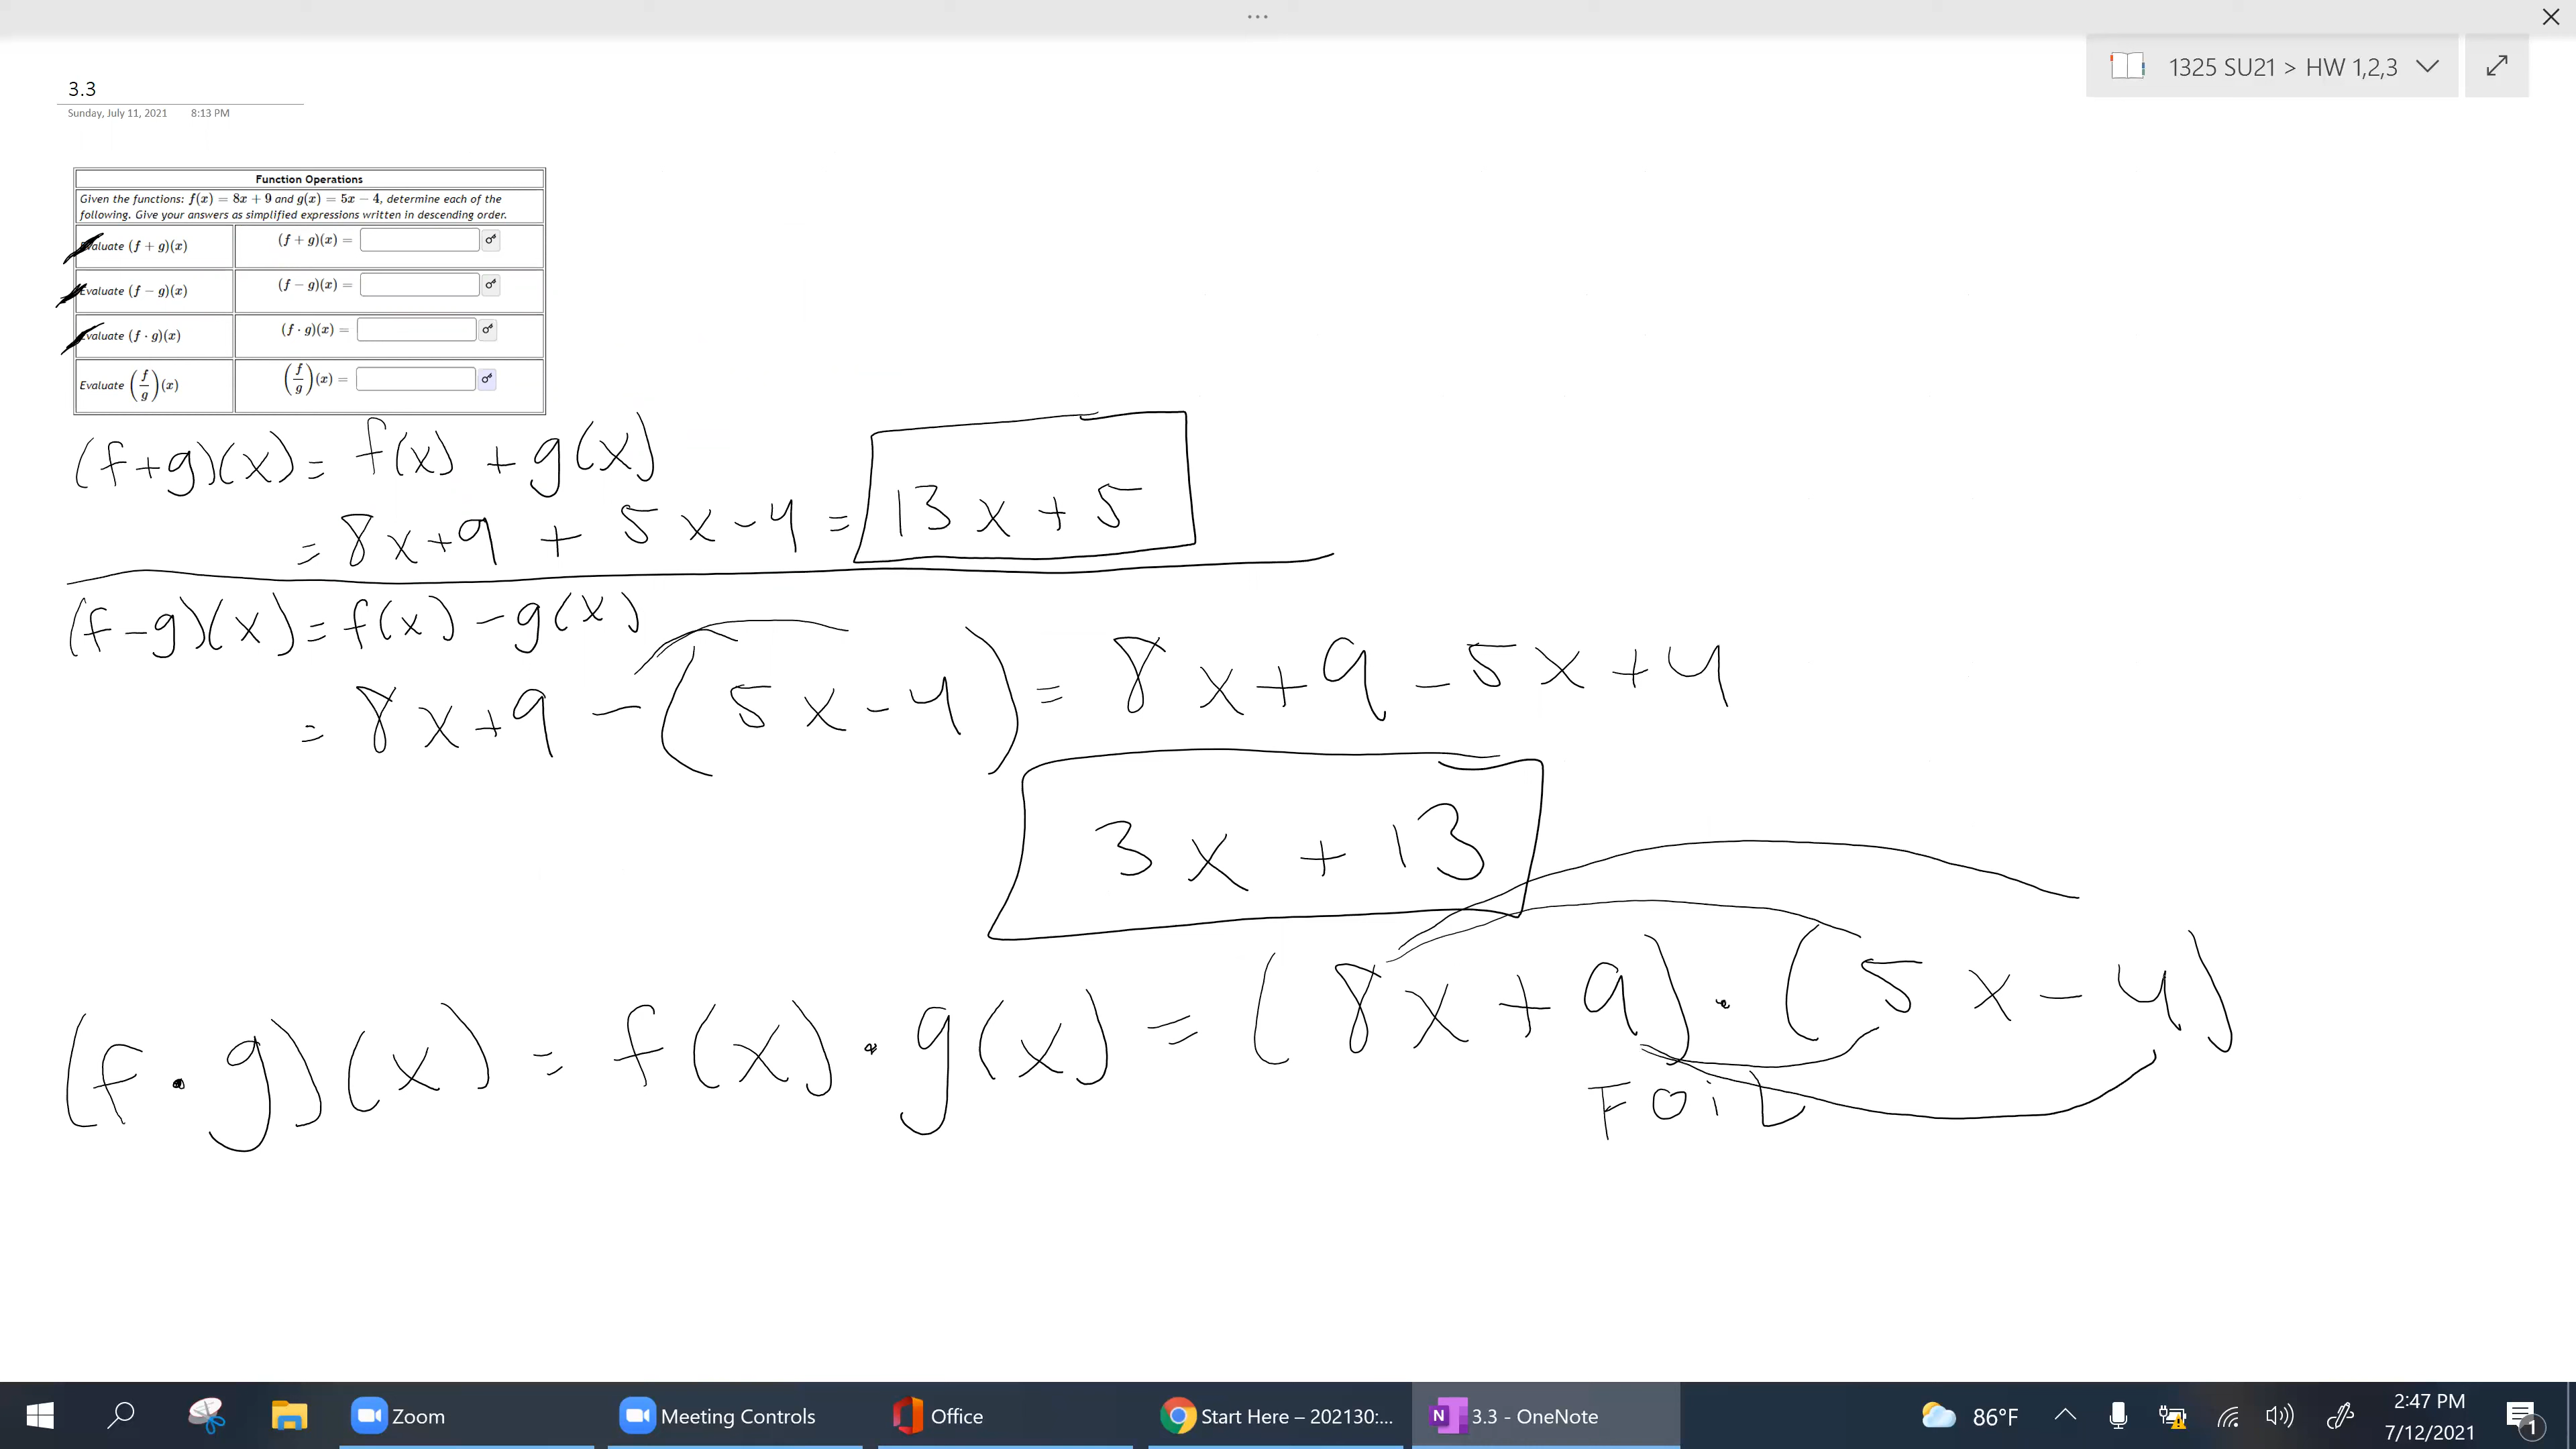 1325 SU21 > HW 1,2,3
3.3
Sunday, July 11, 2021 8:13 PM
Function Operations
Given the functions: f(x) = 8x + 9 and g(x) = 5x − 4, determine each of the
following. Give your answers as simplified expressions written in descending order.
Evaluate (f + g)(x) (f + g)(x) =
Evaluate (f − g)(x) (f − g)(x) =
Evaluate (f · g)(x) (f · g)(x) =
Evaluate (f/g)(x) (f/g)(x) =
(f+g)(x) = f(x) + g(x)
= 8x+9 + 5x-4 = 13x+5
(f-g)(x) = f(x) - g(x)
= 8x+9 - (5x-4) = 8x+9-5x+4
3x + 13
(f·g)(x) = f(x)·g(x) = (8x+9)·(5x-4)
FOiL
Zoom Meeting Controls Office Start Here – 202130:... 3.3 - OneNote 86°F 2:47 PM
7/12/2021 1